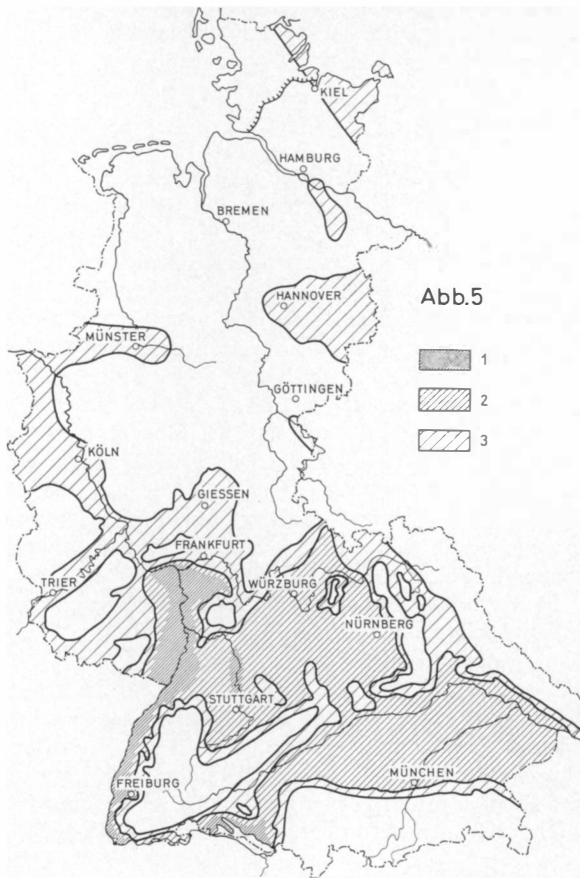 KIEL
HAMBURG
BREMEN
HANNOVER
Abb.5
MÜNSTER
1
GÖTTINGEN
2
KÖLN
3
GIESSEN
FRANKFURT
TRIER
WÜRZBURG
NÜRNBERG
STUTTGART
FREIBURG
MÜNCHEN